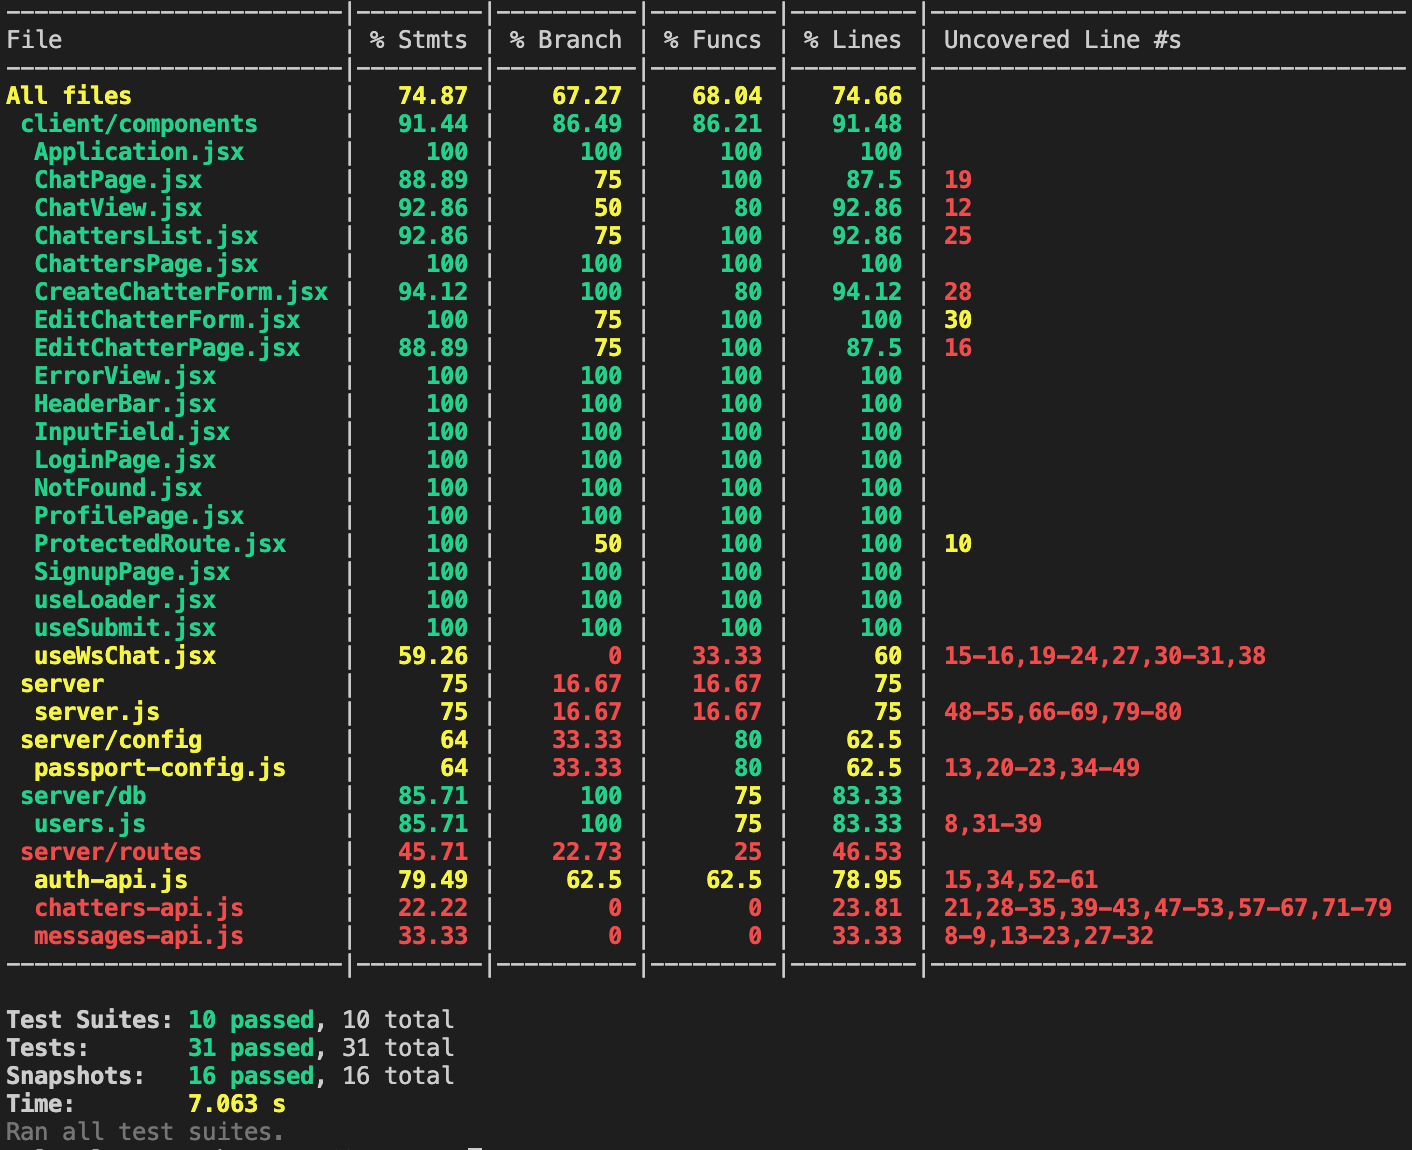 File | % Stmts | % Branch | % Funcs | % Lines | Uncovered Line #s
All files | 74.87 | 67.27 | 68.04 | 74.66 |
client/components | 91.44 | 86.49 | 86.21 | 91.48 |
Application.jsx | 100 | 100 | 100 | 100 |
ChatPage.jsx | 88.89 | 75 | 100 | 87.5 | 19
ChatView.jsx | 92.86 | 50 | 80 | 92.86 | 12
ChattersList.jsx | 92.86 | 75 | 100 | 92.86 | 25
ChattersPage.jsx | 100 | 100 | 100 | 100 |
CreateChatterForm.jsx | 94.12 | 100 | 80 | 94.12 | 28
EditChatterForm.jsx | 100 | 75 | 100 | 100 | 30
EditChatterPage.jsx | 88.89 | 75 | 100 | 87.5 | 16
ErrorView.jsx | 100 | 100 | 100 | 100 |
HeaderBar.jsx | 100 | 100 | 100 | 100 |
InputField.jsx | 100 | 100 | 100 | 100 |
LoginPage.jsx | 100 | 100 | 100 | 100 |
NotFound.jsx | 100 | 100 | 100 | 100 |
ProfilePage.jsx | 100 | 100 | 100 | 100 |
ProtectedRoute.jsx | 100 | 50 | 100 | 100 | 10
SignupPage.jsx | 100 | 100 | 100 | 100 |
useLoader.jsx | 100 | 100 | 100 | 100 |
useSubmit.jsx | 100 | 100 | 100 | 100 |
useWsChat.jsx | 59.26 | 0 | 33.33 | 60 | 15-16,19-24,27,30-31,38
server | 75 | 16.67 | 16.67 | 75 |
server.js | 75 | 16.67 | 16.67 | 75 | 48-55,66-69,79-80
server/config | 64 | 33.33 | 80 | 62.5 |
passport-config.js | 64 | 33.33 | 80 | 62.5 | 13,20-23,34-49
server/db | 85.71 | 100 | 75 | 83.33 |
users.js | 85.71 | 100 | 75 | 83.33 | 8,31-39
server/routes | 45.71 | 22.73 | 25 | 46.53 |
auth-api.js | 79.49 | 62.5 | 62.5 | 78.95 | 15,34,52-61
chatters-api.js | 22.22 | 0 | 0 | 23.81 | 21,28-35,39-43,47-53,57-67,71-79
messages-api.js | 33.33 | 0 | 0 | 33.33 | 8-9,13-23,27-32
Test Suites: 10 passed, 10 total
Tests: 31 passed, 31 total
Snapshots: 16 passed, 16 total
Time: 7.063 s
Ran all test suites.